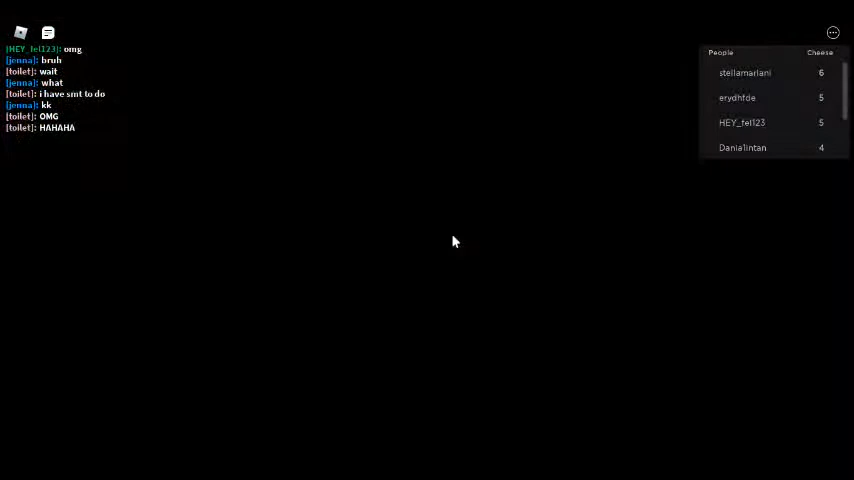 [HEY_fel123]: omg
[jenna]: bruh
[toilet]: wait
[jenna]: what
[toilet]: i have smt to do
[jenna]: kk
[toilet]: OMG
[toilet]: HAHAHA
People Cheese
stellamariani 6
erydhfde 5
HEY_fel123 5
Danialintan 4